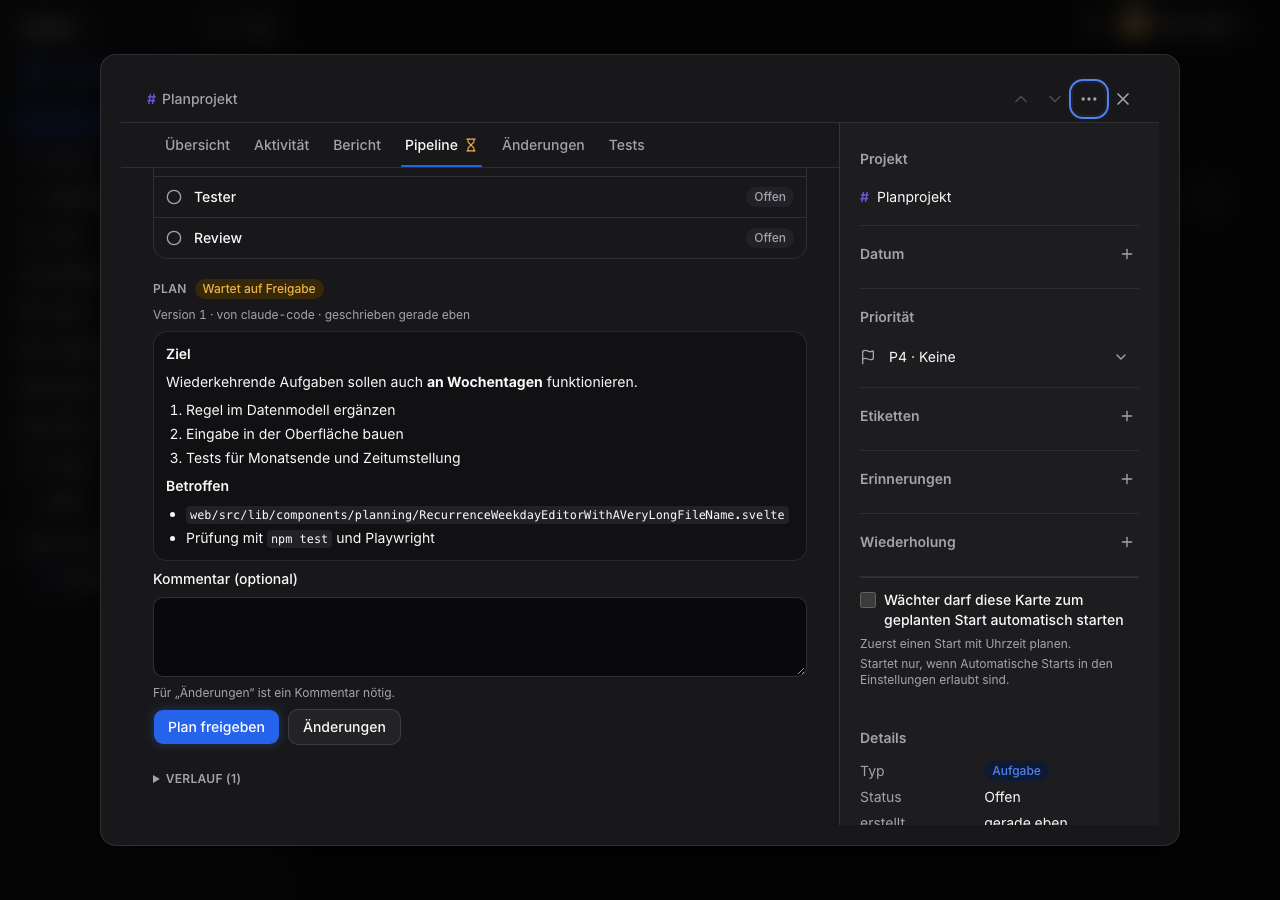 # Planprojekt
Übersicht Aktivität Bericht Pipeline Änderungen Tests
Tester Offen
Review Offen
PLAN Wartet auf Freigabe
Version 1 · von claude-code · geschrieben gerade eben
Ziel
Wiederkehrende Aufgaben sollen auch an Wochentagen funktionieren.
1. Regel im Datenmodell ergänzen
2. Eingabe in der Oberfläche bauen
3. Tests für Monatsende und Zeitumstellung
Betroffen
• web/src/lib/components/planning/RecurrenceWeekdayEditorWithAVeryLongFileName.svelte
• Prüfung mit npm test und Playwright
Kommentar (optional)
Für „Änderungen“ ist ein Kommentar nötig.
Plan freigeben Änderungen
VERLAUF (1)
Projekt
# Planprojekt
Datum
Priorität
P4 · Keine
Etiketten
Erinnerungen
Wiederholung
Wächter darf diese Karte zum
geplanten Start automatisch starten
Zuerst einen Start mit Uhrzeit planen.
Startet nur, wenn Automatische Starts in den
Einstellungen erlaubt sind.
Details
Typ Aufgabe
Status Offen
erstellt gerade eben